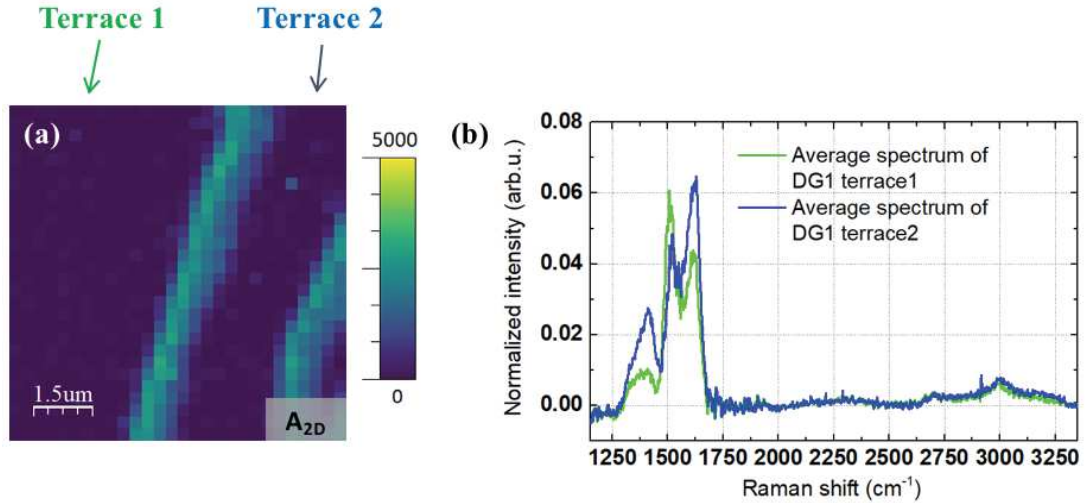 Terrace 1
Terrace 2
(a)
5000
0
1.5um
A2D
(b)
Normalized intensity (arb.u.)
0.08
0.06
0.04
0.02
0.00
Average spectrum of
DG1 terrace1
Average spectrum of
DG1 terrace2
1250 1500 1750 2000 2250 2500 2750 3000 3250
Raman shift (cm⁻¹)